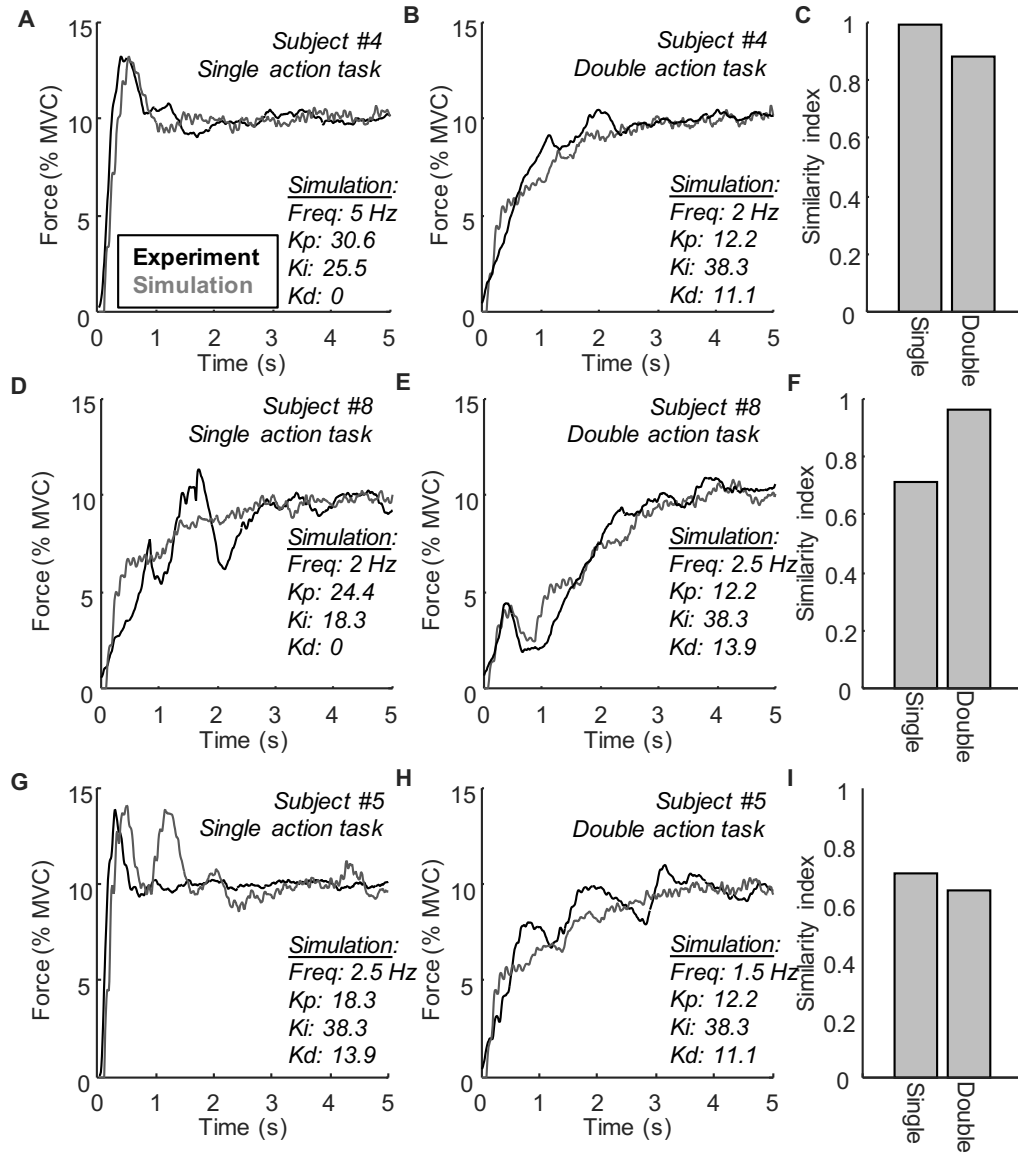 A
15
10
5
0
Force (% MVC)
Subject #4
Single action task
Simulation:
Freq: 5 Hz
Kp: 30.6
Ki: 25.5
Kd: 0
Experiment
Simulation
0 1 2 3 4 5
Time (s)
B
15
10
5
0
Force (% MVC)
Subject #4
Double action task
Simulation:
Freq: 2 Hz
Kp: 12.2
Ki: 38.3
Kd: 11.1
0 1 2 3 4 5
Time (s)
C
1
0.8
0.6
0.4
0.2
0
Similarity index
Single
Double
D
15
10
5
0
Force (% MVC)
Subject #8
Single action task
Simulation:
Freq: 2 Hz
Kp: 24.4
Ki: 18.3
Kd: 0
0 1 2 3 4 5
Time (s)
E
15
10
5
0
Force (% MVC)
Subject #8
Double action task
Simulation:
Freq: 2.5 Hz
Kp: 12.2
Ki: 38.3
Kd: 13.9
0 1 2 3 4 5
Time (s)
F
1
0.8
0.6
0.4
0.2
0
Similarity index
Single
Double
G
15
10
5
0
Force (% MVC)
Subject #5
Single action task
Simulation:
Freq: 2.5 Hz
Kp: 18.3
Ki: 38.3
Kd: 13.9
0 1 2 3 4 5
Time (s)
H
15
10
5
0
Force (% MVC)
Subject #5
Double action task
Simulation:
Freq: 1.5 Hz
Kp: 12.2
Ki: 38.3
Kd: 11.1
0 1 2 3 4 5
Time (s)
I
1
0.8
0.6
0.4
0.2
0
Similarity index
Single
Double